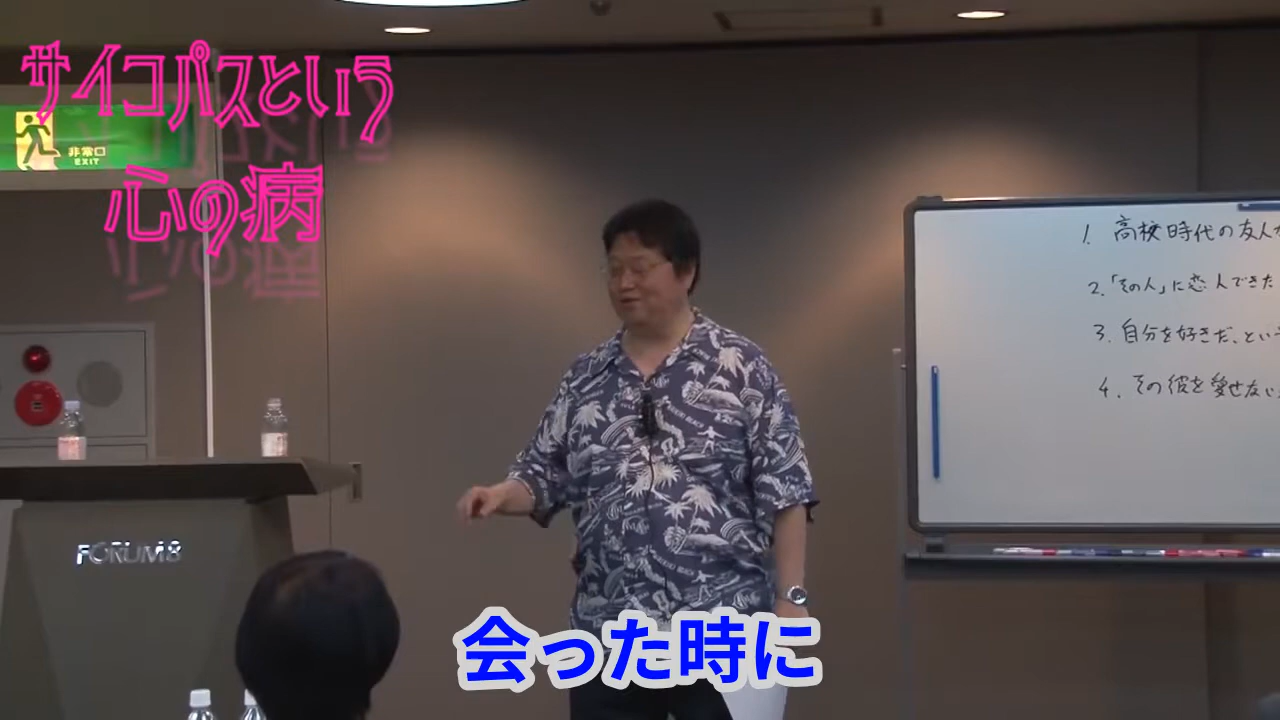 サイコパスという
心の病
非常口
EXIT
1. 高校時代の友人が
2.「その人」に恋人できた
3. 自分を好きだ、とい
4. その彼を愛せない
FORUM8
会った時に